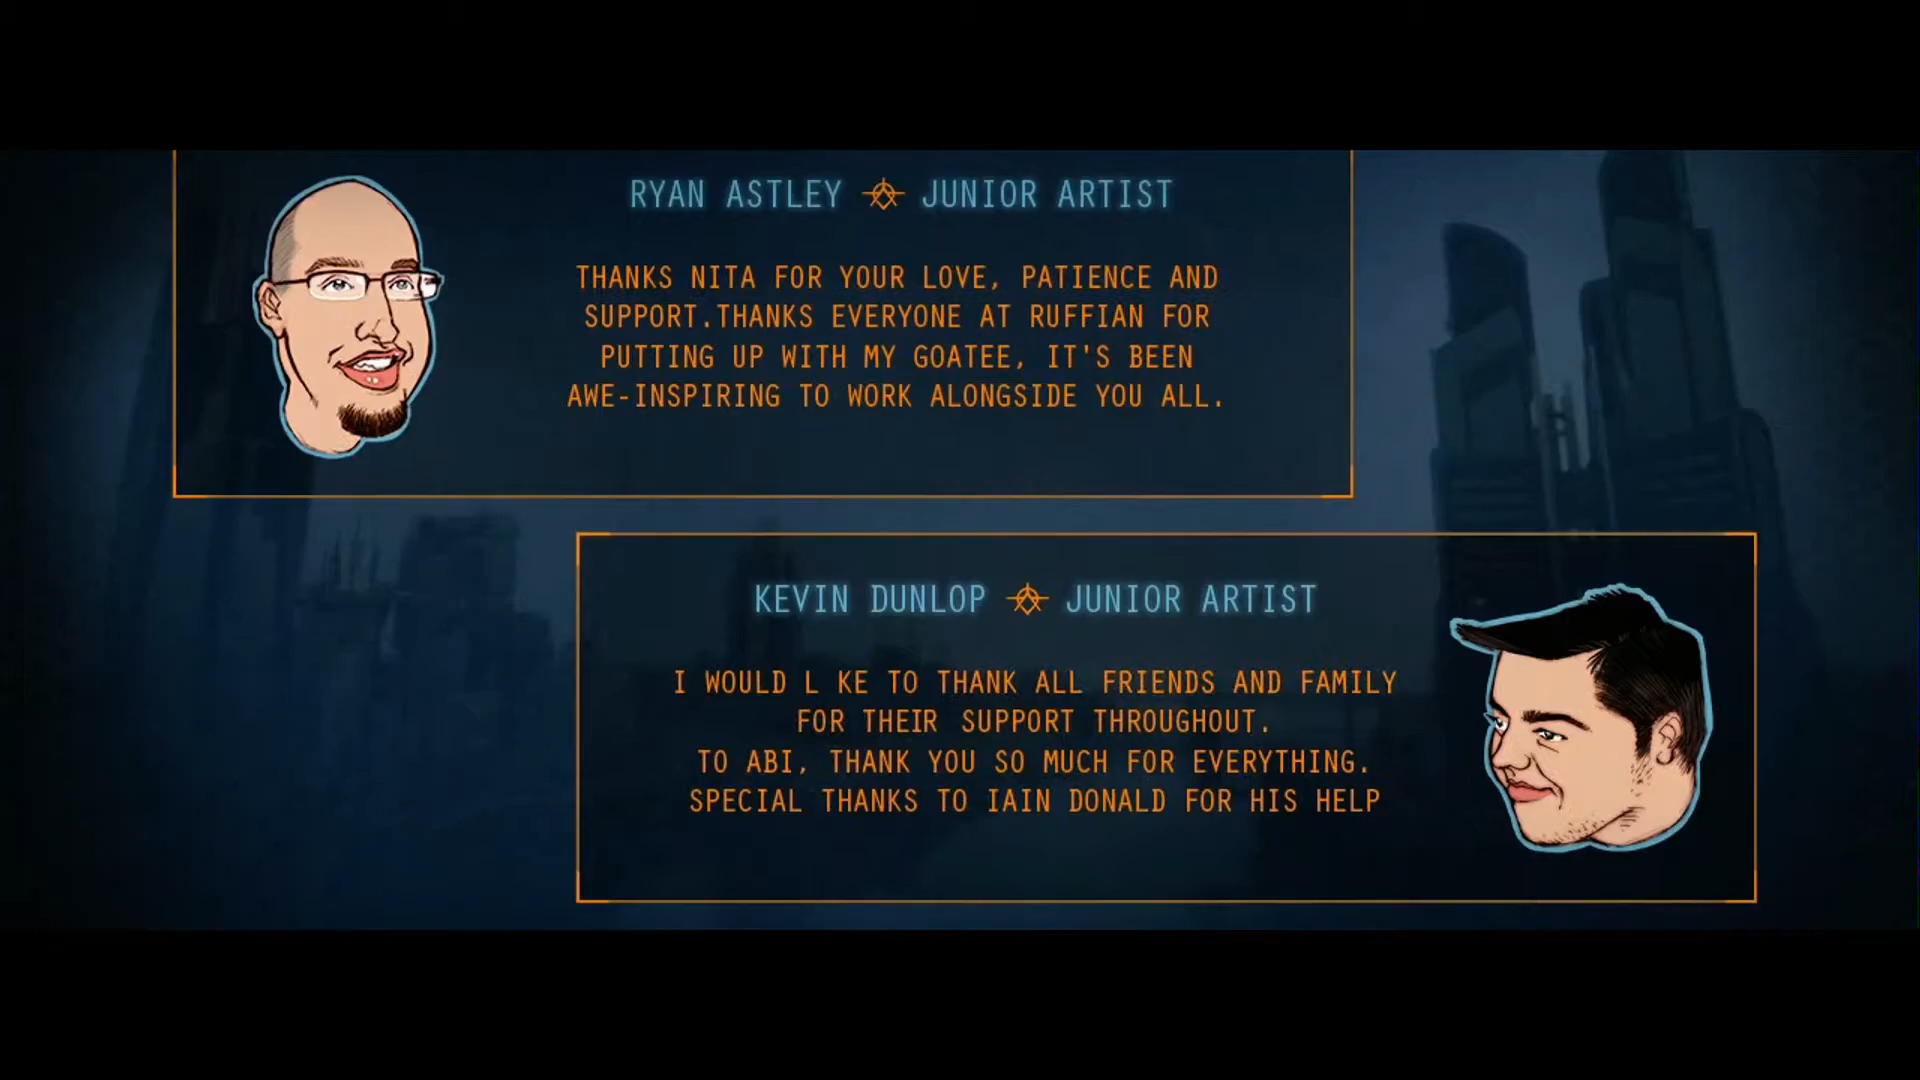 RYAN ASTLEY JUNIOR ARTIST
THANKS NITA FOR YOUR LOVE, PATIENCE AND
SUPPORT.THANKS EVERYONE AT RUFFIAN FOR
PUTTING UP WITH MY GOATEE, IT'S BEEN
AWE-INSPIRING TO WORK ALONGSIDE YOU ALL.
KEVIN DUNLOP JUNIOR ARTIST
I WOULD L KE TO THANK ALL FRIENDS AND FAMILY
FOR THEIR SUPPORT THROUGHOUT.
TO ABI, THANK YOU SO MUCH FOR EVERYTHING.
SPECIAL THANKS TO IAIN DONALD FOR HIS HELP